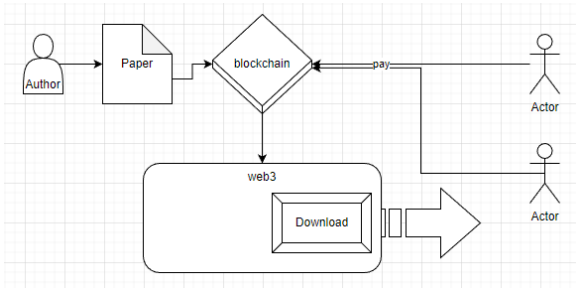 Author
Paper
blockchain
pay
Actor
web3
Download
Actor